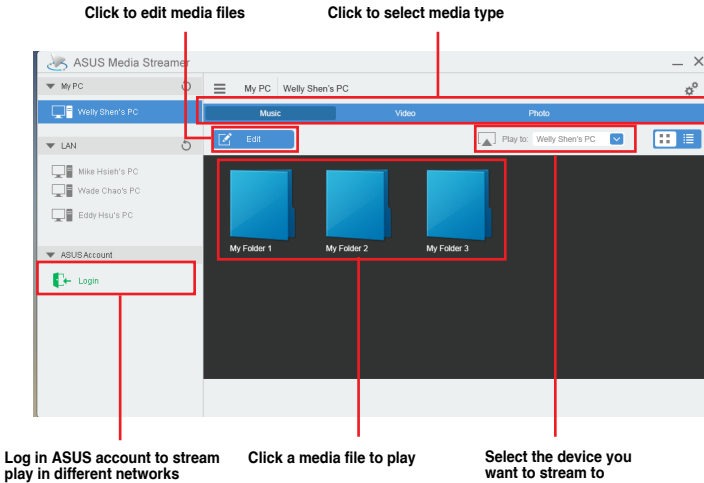 Click to edit media files
Click to select media type
ASUS Media Streamer
My PC
My PC
Welly Shen's PC
Welly Shen's PC
Music
Video
Photo
Edit
Play to:
Welly Shen's PC
LAN
Mike Hsieh's PC
Wade Chao's PC
Eddy Hsu's PC
My Folder 1
My Folder 2
My Folder 3
ASUS Account
Login
Log in ASUS account to stream
play in different networks
Click a media file to play
Select the device you
want to stream to